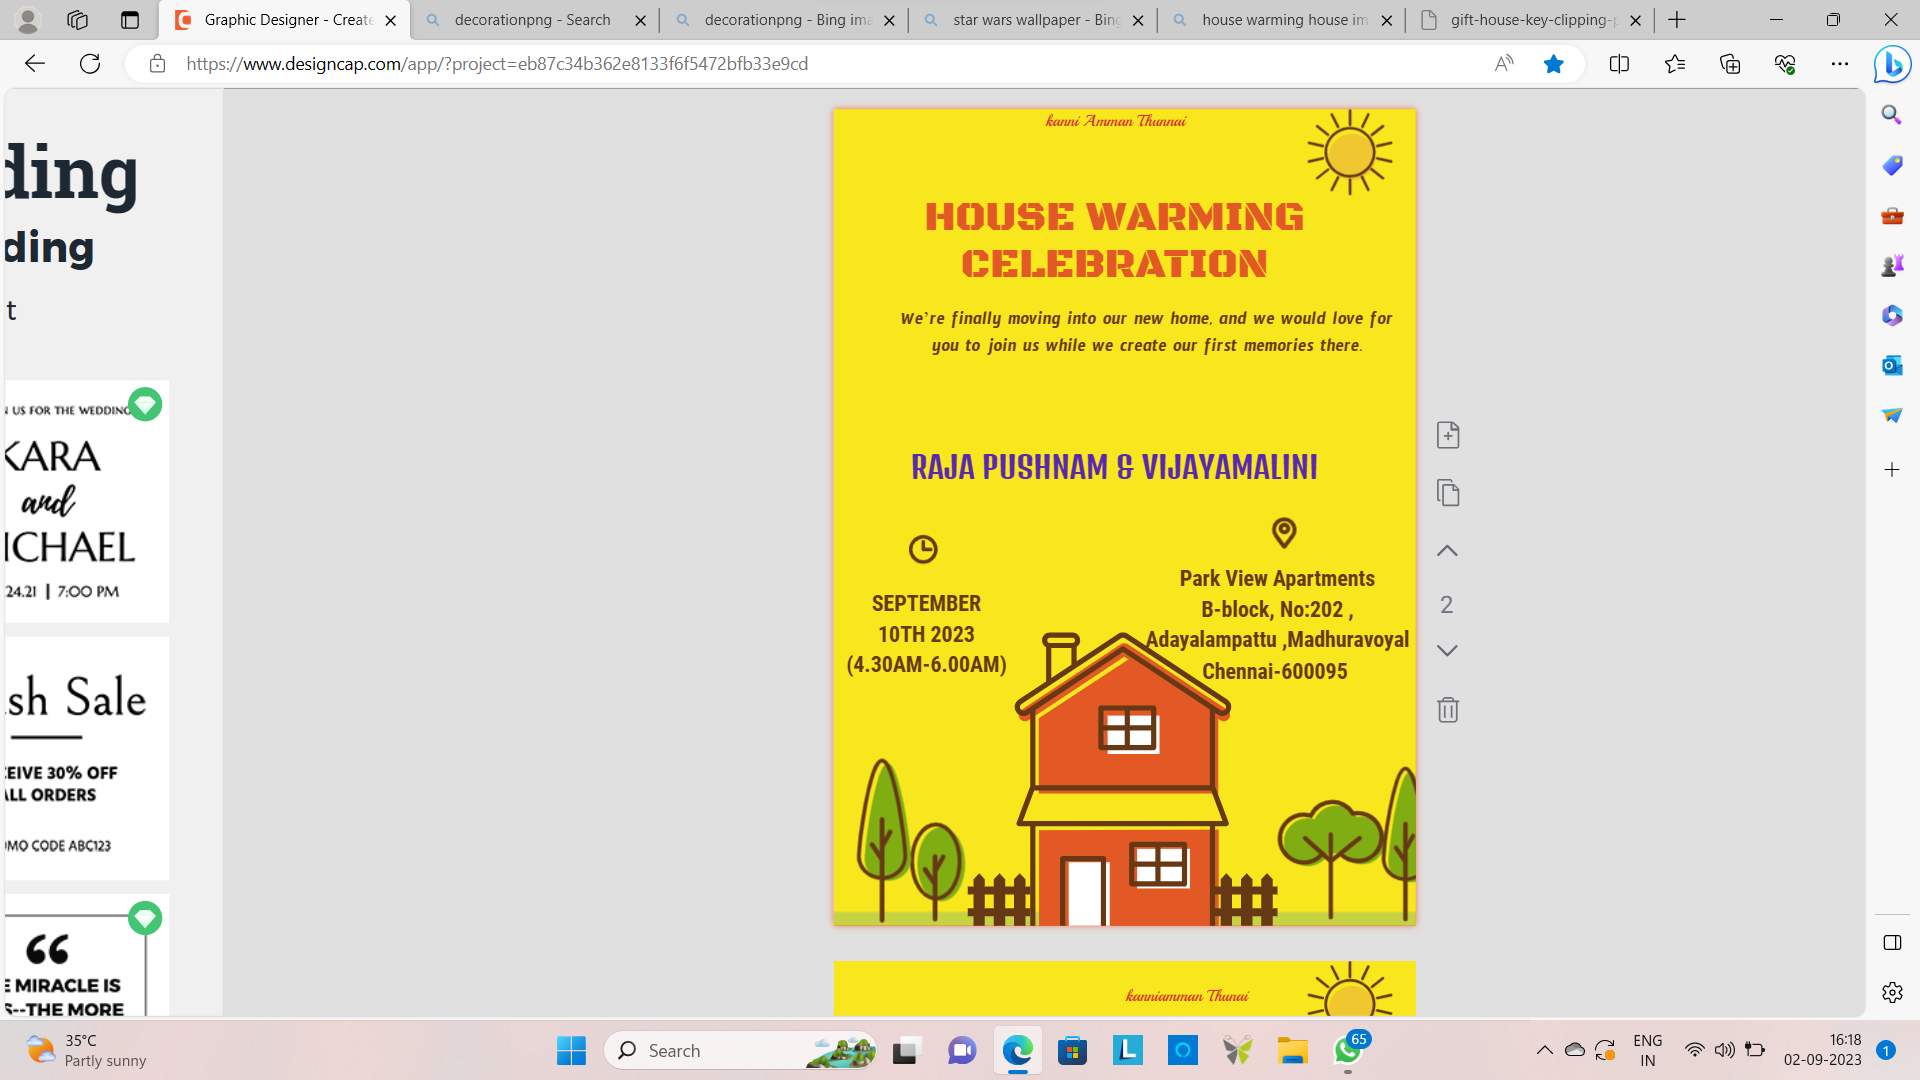 Graphic Designer - Create
decorationpng - Search
decorationpng - Bing ima
star wars wallpaper - Bing
house warming house im
gift-house-key-clipping-p
https://www.designcap.com/app/?project=eb87c34b362e8133f6f5472bfb33e9cd
ding
ding
t
US FOR THE WEDDING
KARA
and
ICHAEL
24.21 | 7:00 PM
sh Sale
EIVE 30% OFF
ALL ORDERS
OMO CODE ABC123
E MIRACLE IS
S--THE MORE
kanni Amman Thunnai
HOUSE WARMING
CELEBRATION
We're finally moving into our new home, and we would love for
you to join us while we create our first memories there.
RAJA PUSHNAM & VIJAYAMALINI
SEPTEMBER
10TH 2023
(4.30AM-6.00AM)
Park View Apartments
B-block, No:202 ,
Adayalampattu ,Madhuravoyal
Chennai-600095
2
kanniamman Thunai
35°C
Partly sunny
Search
65
ENG
IN
16:18
02-09-2023
1